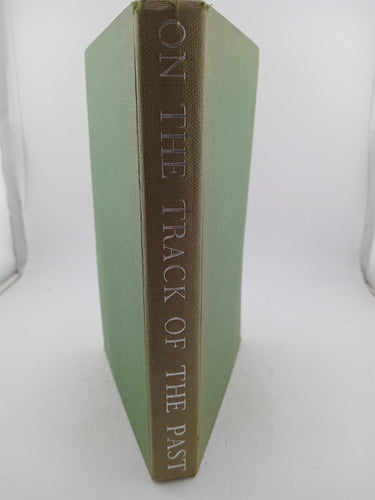 ON THE TRACK OF THE PAST